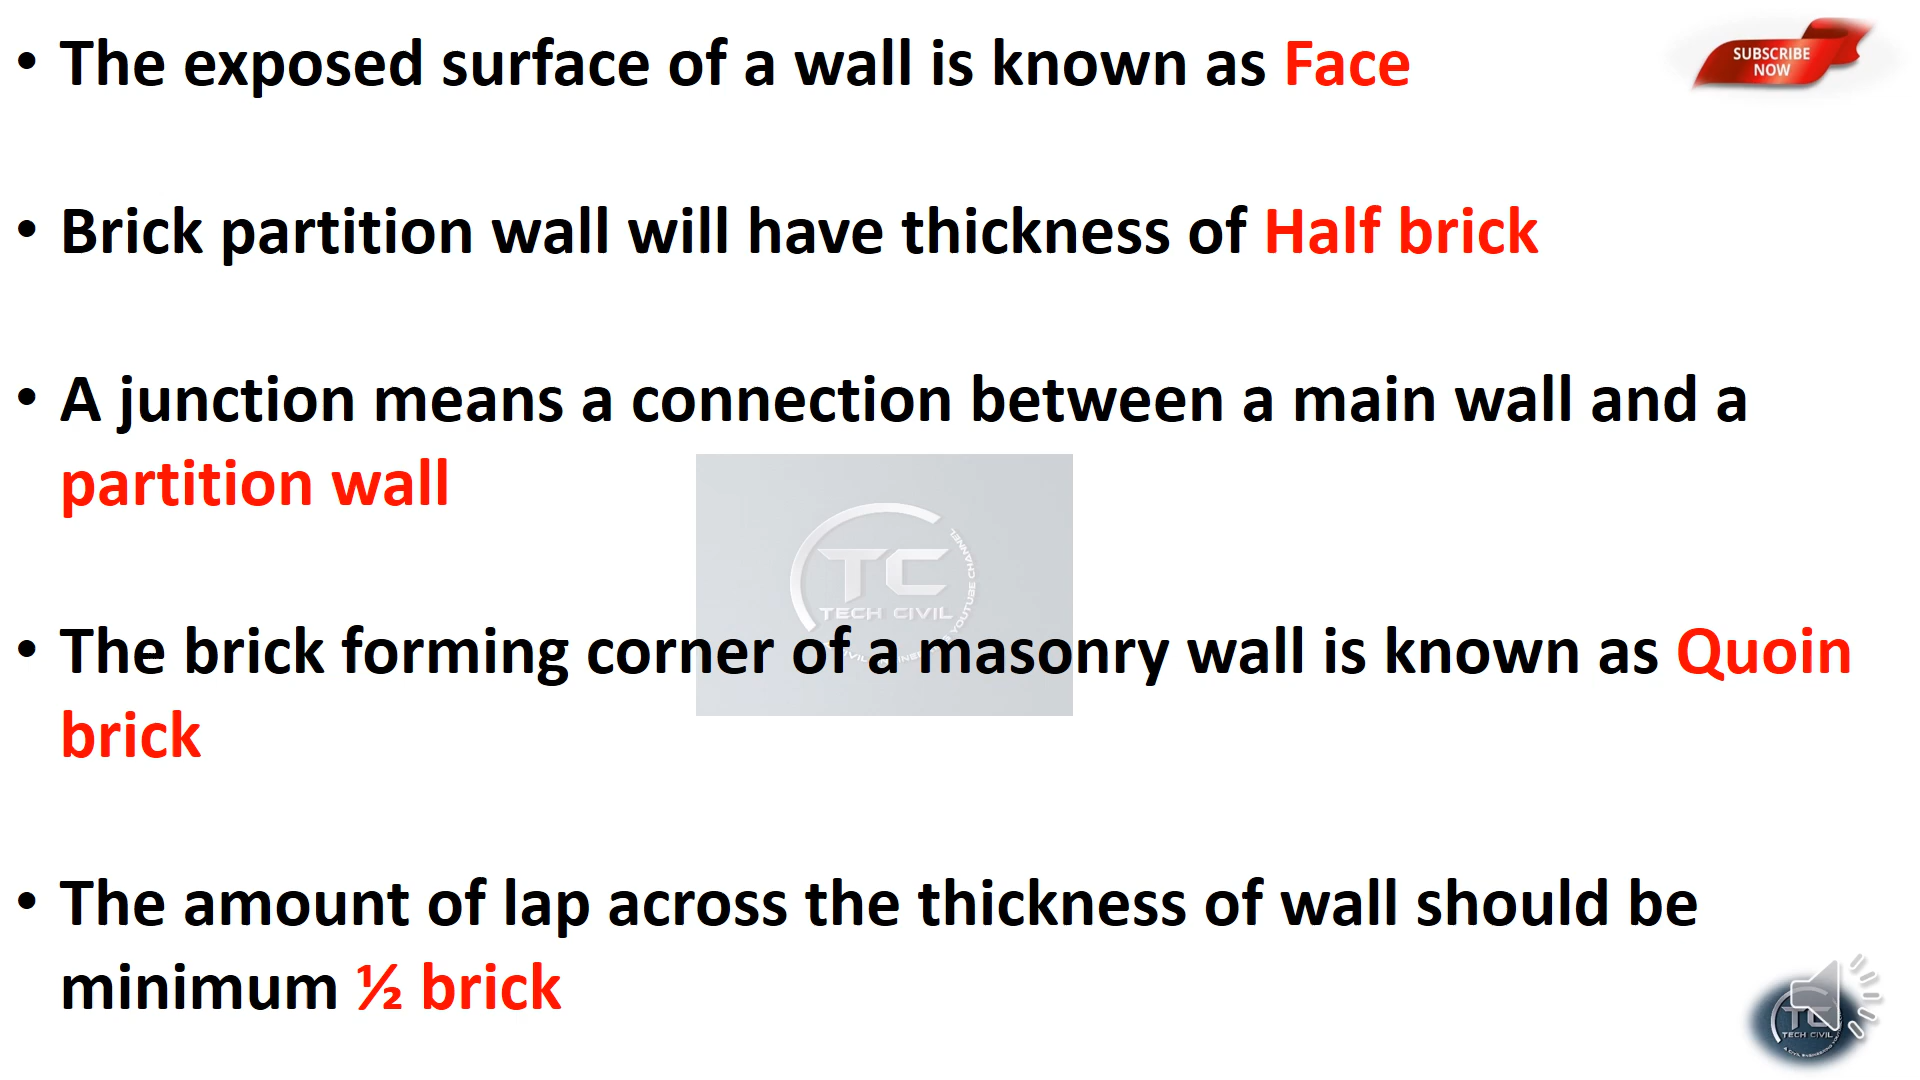 • The exposed surface of a wall is known as Face
SUBSCRIBE
NOW
• Brick partition wall will have thickness of Half brick
• A junction means a connection between a main wall and a
partition wall
TC
TECH CIVIL
YOUTUBE CHANNEL
• The brick forming corner of a masonry wall is known as Quoin
brick
• The amount of lap across the thickness of wall should be
minimum ½ brick
TC
TECH CIVIL